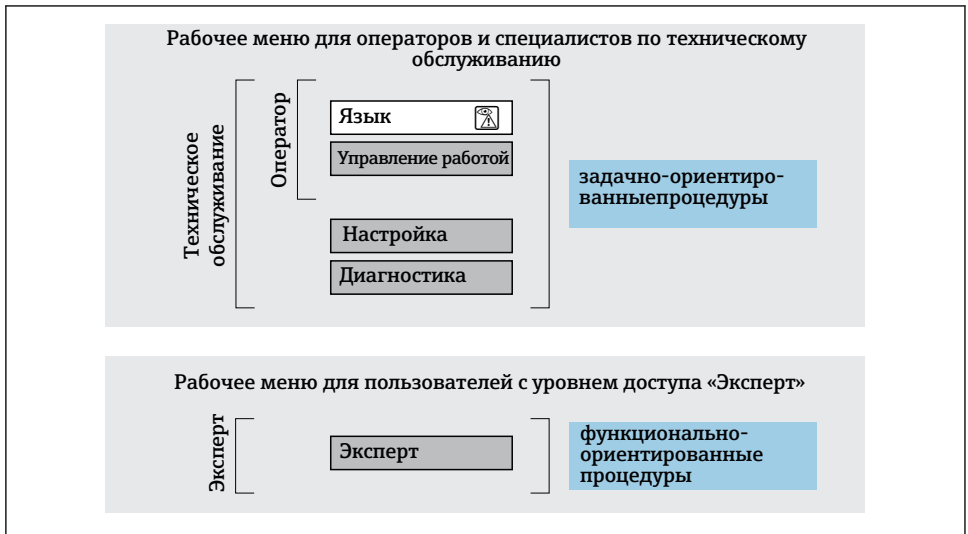 Рабочее меню для операторов и специалистов по техническому
обслуживанию
Техническое
обслуживание
Оператор
Язык
Управление работой
Настройка
Диагностика
задачно-ориентиро-
ванныепроцедуры
Рабочее меню для пользователей с уровнем доступа «Эксперт»
Эксперт
Эксперт
функционально-
ориентированные
процедуры